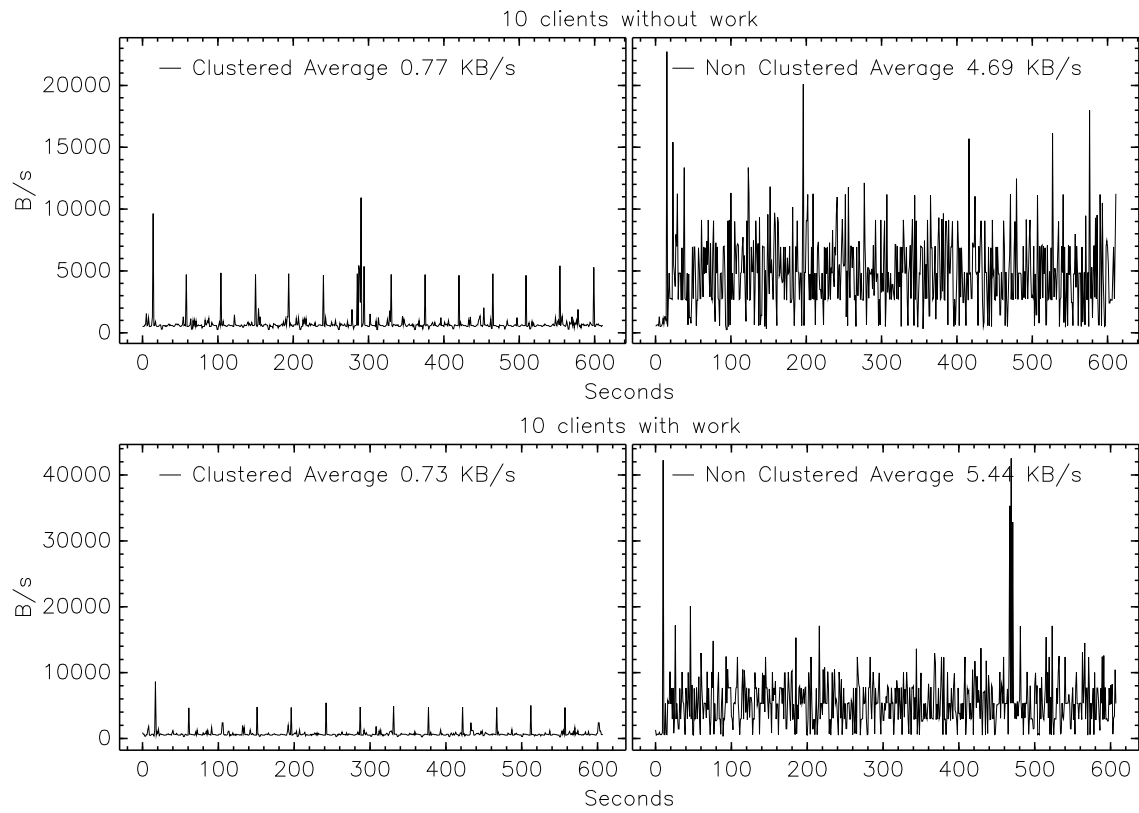 10 clients without work
— Clustered Average 0.77 KB/s
— Non Clustered Average 4.69 KB/s
B/s
20000
15000
10000
5000
0
0 100 200 300 400 500 600
0 100 200 300 400 500 600
Seconds
10 clients with work
— Clustered Average 0.73 KB/s
— Non Clustered Average 5.44 KB/s
B/s
40000
30000
20000
10000
0
0 100 200 300 400 500 600
0 100 200 300 400 500 600
Seconds